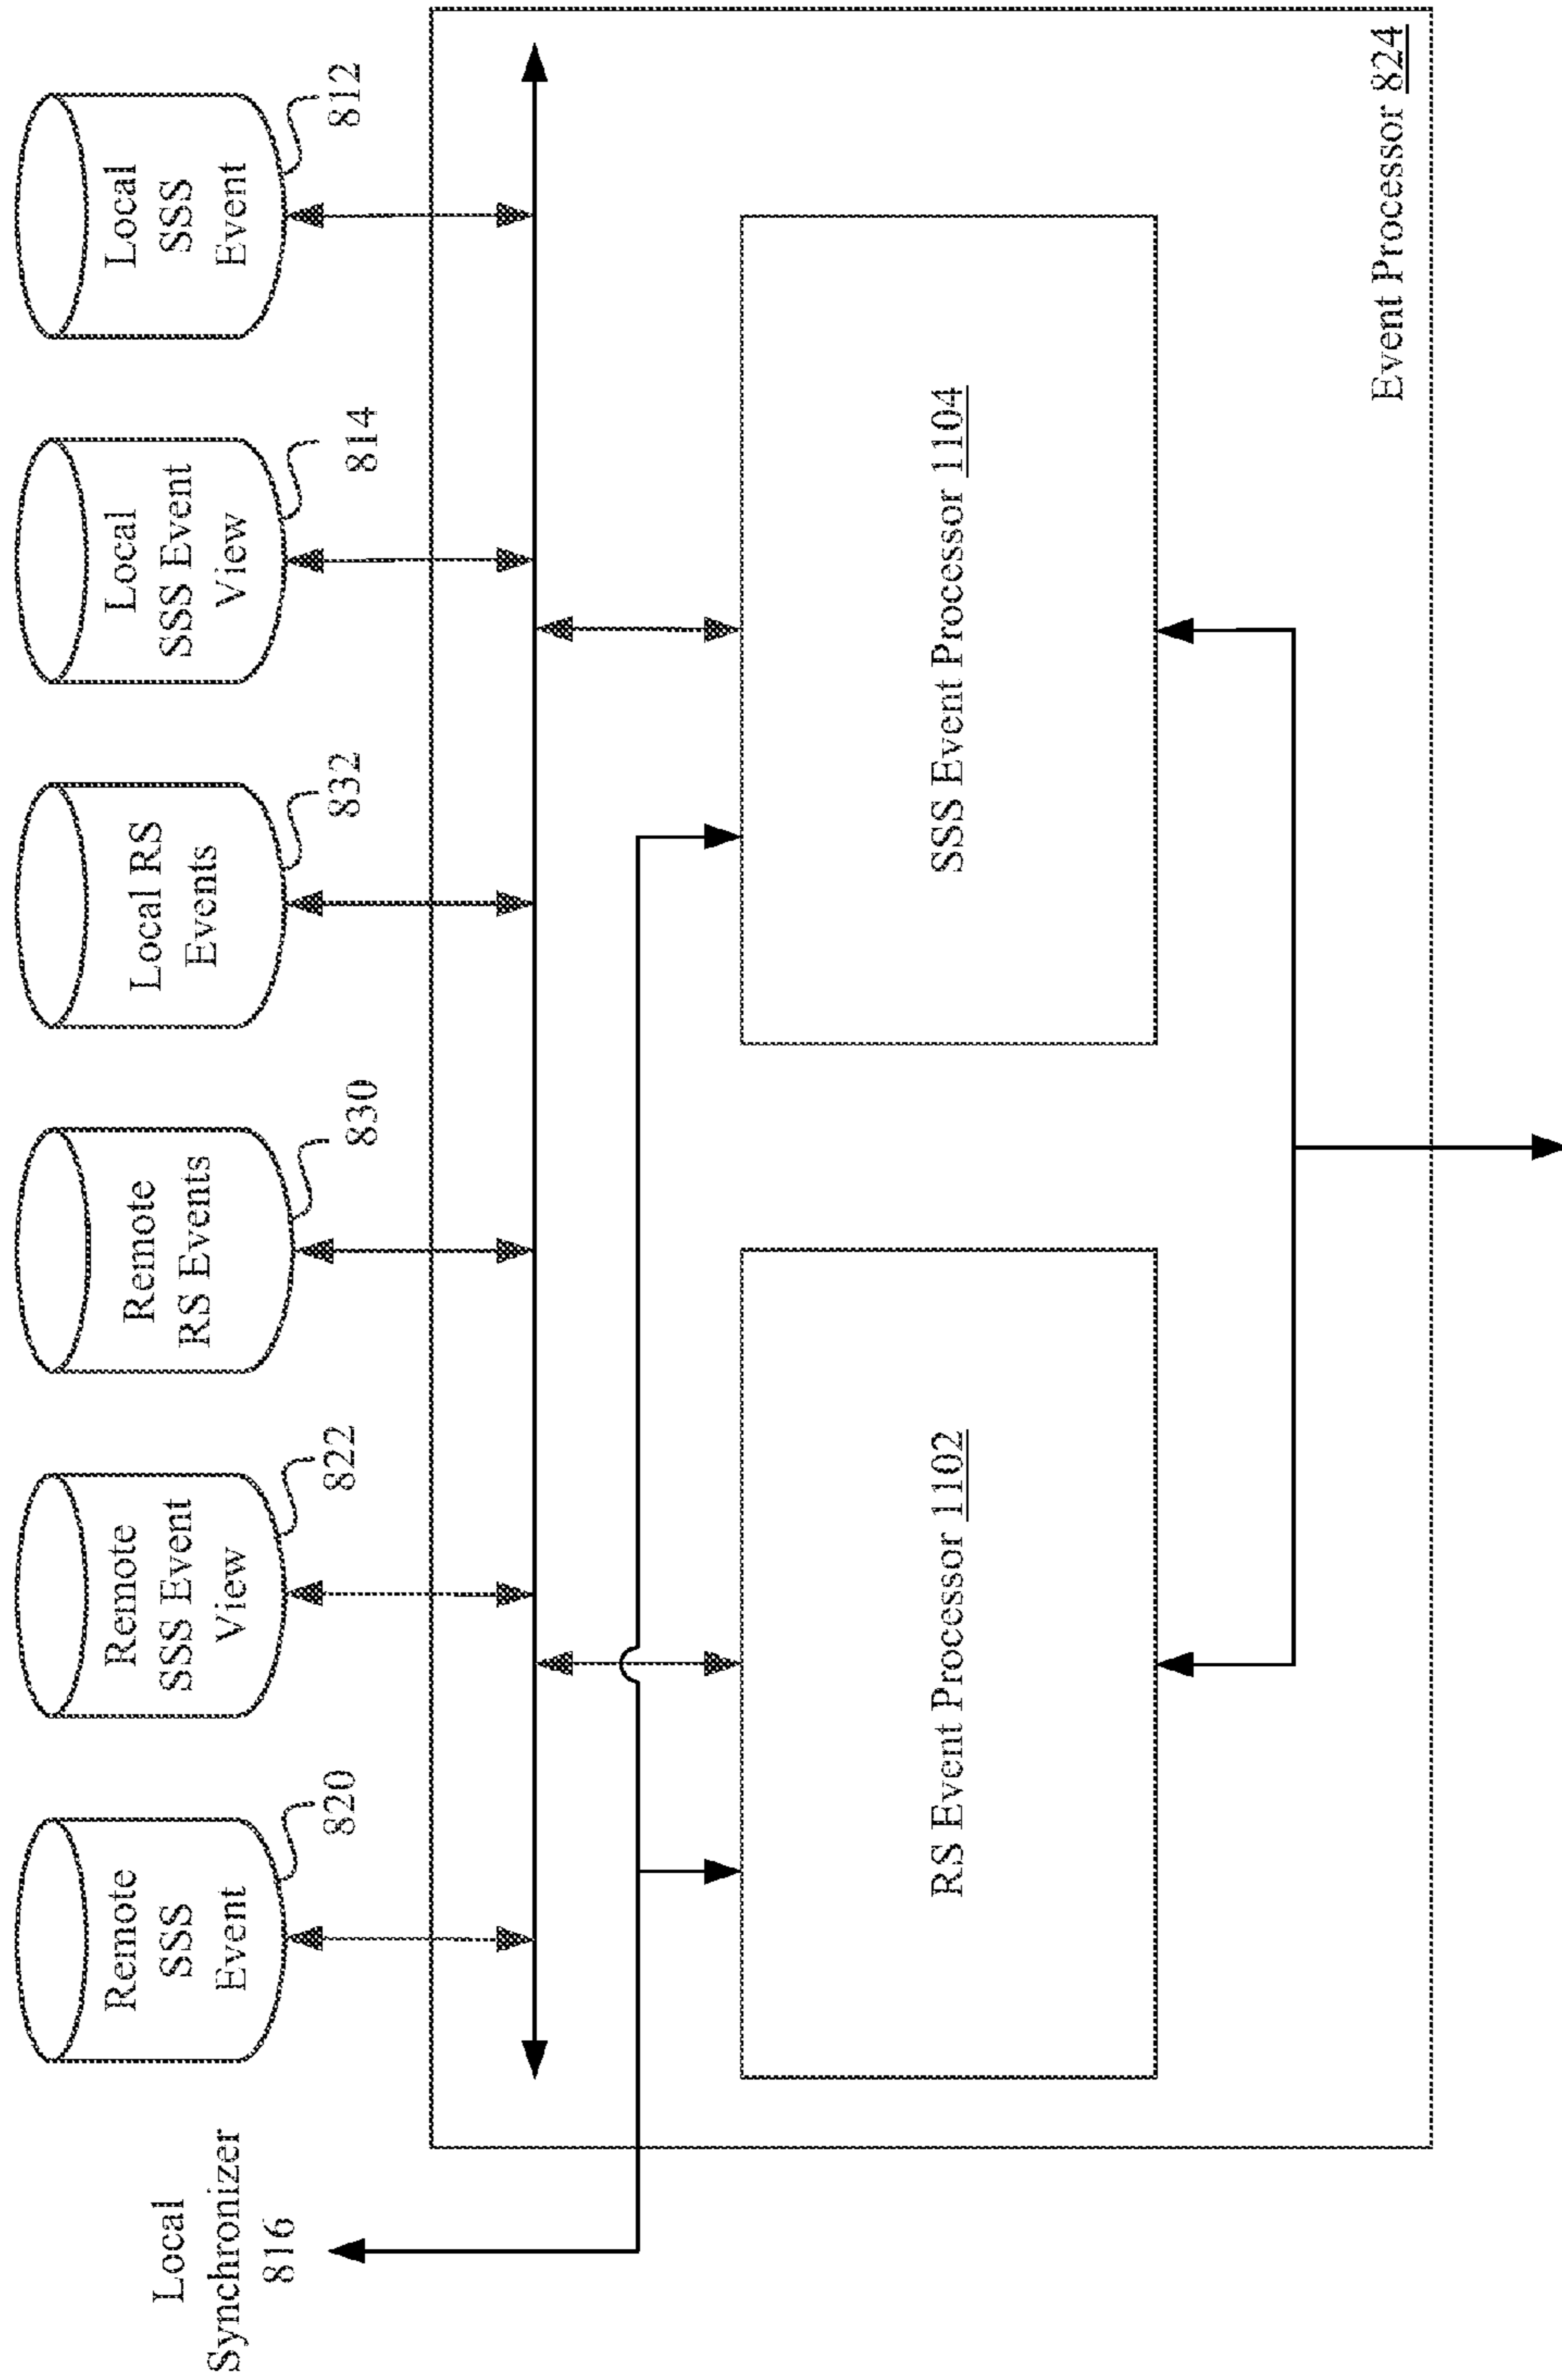 Local
Synchronizer
816
Remote
SSS
Event
820
Remote
SSS Event
View
822
Remote
RS Events
830
Local RS
Events
832
Local
SSS Event
View
814
Local
SSS
Event
812
RS Event Processor 1102
SSS Event Processor 1104
Event Processor 824